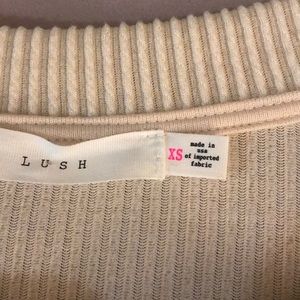 LUSH
XS
made in
usa
of imported
fabric